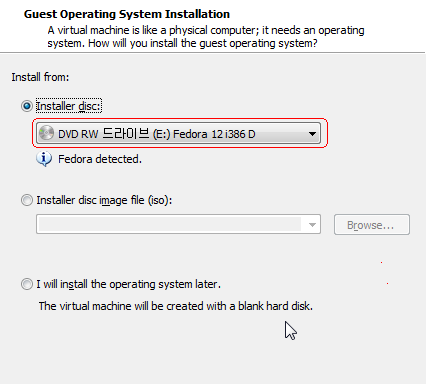 Guest Operating System Installation
A virtual machine is like a physical computer; it needs an operating
system. How will you install the guest operating system?
Install from:
Installer disc:
DVD RW 드라이브 (E:) Fedora 12 i386 D
Fedora detected.
Installer disc image file (iso):
Browse...
I will install the operating system later.
The virtual machine will be created with a blank hard disk.